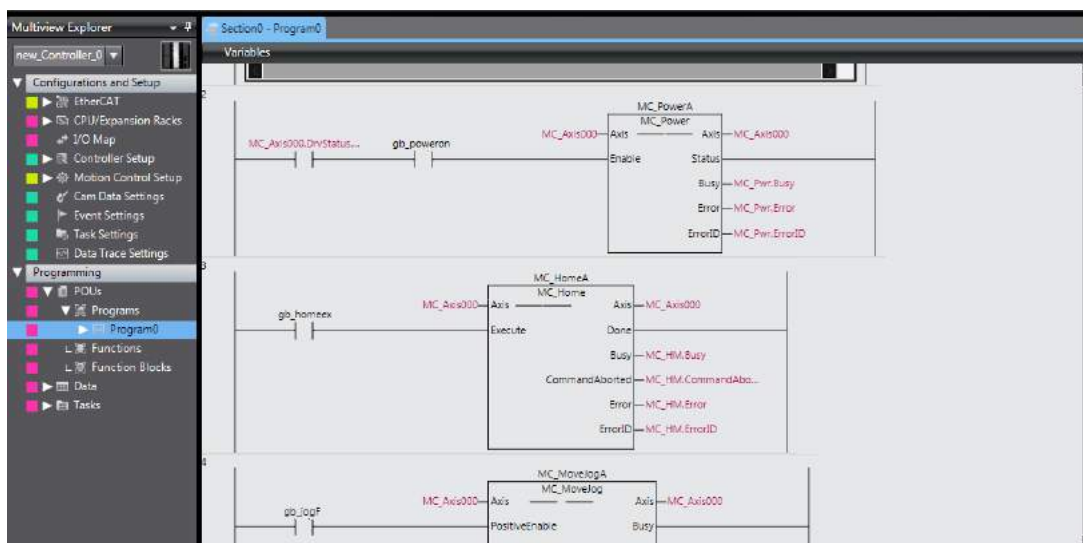 Multiview Explorer
new_Controller_0
Configurations and Setup
EtherCAT
CPU/Expansion Racks
I/O Map
Controller Setup
Motion Control Setup
Cam Data Settings
Event Settings
Task Settings
Data Trace Settings
Programming
POUs
Programs
Program0
Functions
Function Blocks
Data
Tasks
Section0 - Program0
Variables
2
MC_PowerA
MC_Power
MC_Axis000 Axis Axis MC_Axis000
MC_Axis000.DrvStatus... gb_poweron
Enable Status
Busy MC_Pwr.Busy
Error MC_Pwr.Error
ErrorID MC_Pwr.ErrorID
3
MC_HomeA
MC_Home
MC_Axis000 Axis Axis MC_Axis000
gb_homeex
Execute Done
Busy MC_HM.Busy
CommandAborted MC_HM.CommandAbo...
Error MC_HM.Error
ErrorID MC_HM.ErrorID
4
MC_MoveJogA
MC_MoveJog
MC_Axis000 Axis Axis MC_Axis000
gb_jogF
PositiveEnable Busy